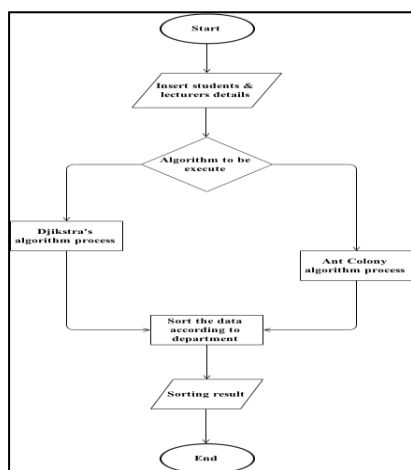 Start
Insert students &
lecturers details
Algorithm to be
execute
Djikstra's
algorithm process
Ant Colony
algorithm process
Sort the data
according to
department
Sorting result
End